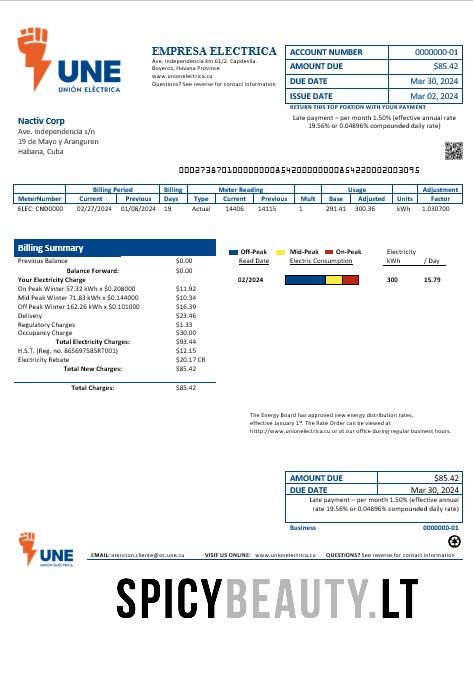 UNE
UNIÓN ELÉCTRICA
EMPRESA ELECTRICA
Ave. Independencia km 61/2. Capdevila.
Boyeros, Havana Province
www.unionelectrica.cu
Questions? See reverse for contact information
ACCOUNT NUMBER 0000000-01
AMOUNT DUE $85.42
DUE DATE Mar 30, 2024
ISSUE DATE Mar 02, 2024
RETURN THIS TOP PORTION WITH YOUR PAYMENT
Late payment – per month 1.50% (effective annual rate
19.56% or 0.04896% compounded daily rate)
Nactiv Corp
Ave. Independencia s/n
19 de Mayo y Aranguren
Habana, Cuba
Billing Period Billing Meter Reading Usage Adjustment
MeterNumber Current Previous Days Type Current Previous Mult Base Adjusted Units Factor
ELEC: CND0000 02/27/2024 01/08/2024 19 Actual 14406 14115 1 291.41 300.36 kWh 1.030700
Billing Summary
Previous Balance $0.00
Balance Forward: $0.00
Your Electricity Charge
On Peak Winter 57.32 kWh x $0.208000 $11.92
Mid Peak Winter 71.83 kWh x $0.144000 $10.34
Off Peak Winter 162.26 kWh x $0.101000 $16.39
Delivery $23.46
Regulatory Charges $1.33
Occupancy Charge $30.00
Total Electricity Charges: $93.44
H.S.T. (Reg. no. 865697585RT001) $12.15
Electricity Rebate $20.17 CR
Total New Charges: $85.42
Total Charges: $85.42
Off-Peak Mid-Peak On-Peak Electricity
Read Date Electric Consumption kWh / Day
02/2024 300 15.79
The Energy Board has approved new energy distribution rates,
effective January 1st. The Rate Order can be viewed at
htttp://www.unionelectrica.cu or at our office during regular business hours.
AMOUNT DUE $85.42
DUE DATE Mar 30, 2024
Late payment – per month 1.50% (effective annual
rate 19.56% or 0.04896% compounded daily rate)
Business 0000000-01
UNE
UNIÓN ELÉCTRICA
EMAIL: atencion.cliente@oc.une.cu VISIT US ONLINE: www.unionelectrica.cu QUESTIONS? See reverse for contact information
SPICYBEAUTY.LT